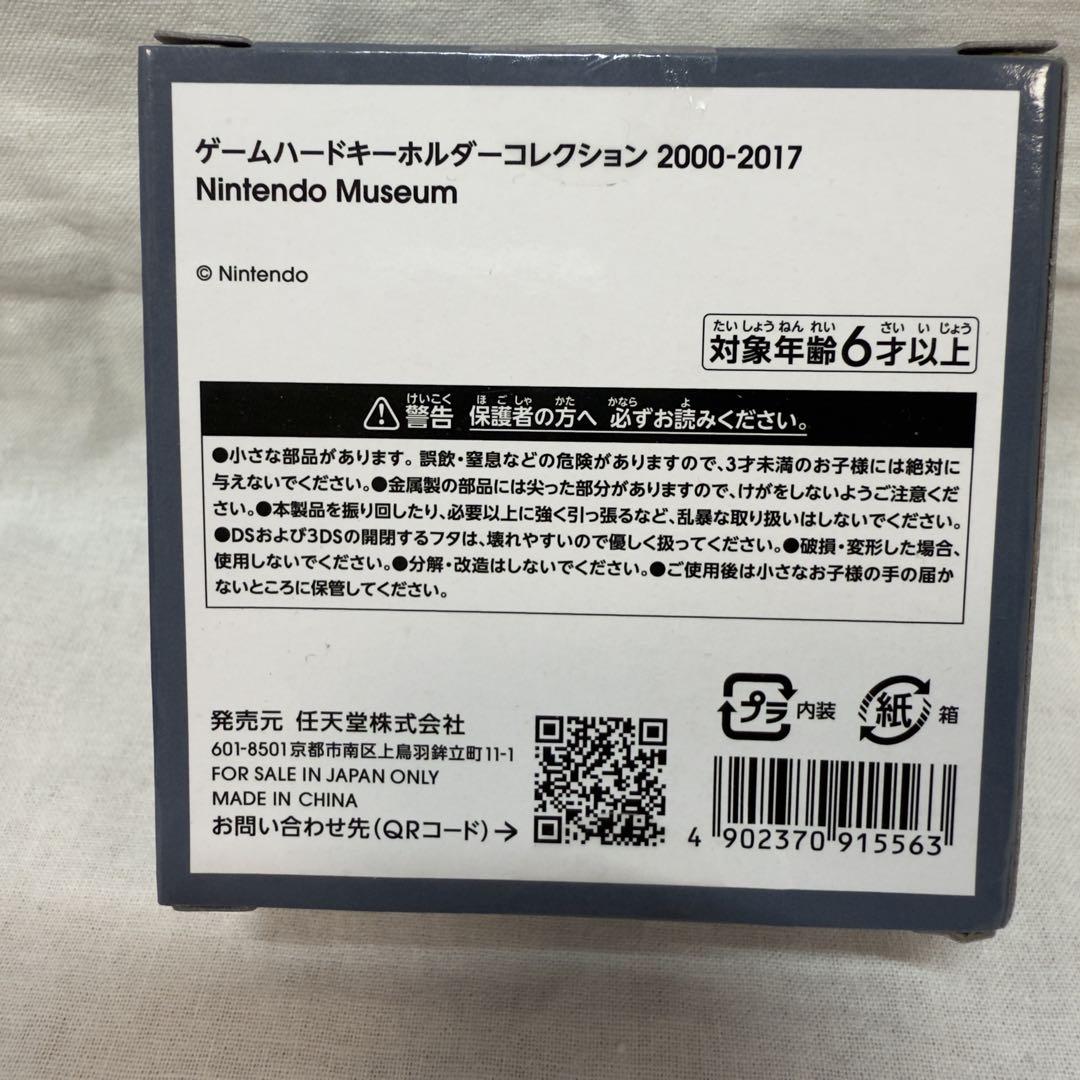 ゲームハードキーホルダーコレクション 2000-2017
Nintendo Museum
© Nintendo
たいしょうねんれい さいいじょう
対象年齢6才以上
けいこく ほごしゃ かた かなら よ
警告 保護者の方へ 必ずお読みください。
●小さな部品があります。誤飲・窒息などの危険がありますので、3才未満のお子様には絶対に
与えないでください。●金属製の部品には尖った部分がありますので、けがをしないようご注意くだ
さい。●本製品を振り回したり、必要以上に強く引っ張るなど、乱暴な取り扱いはしないでください。
●DSおよび3DSの開閉するフタは、壊れやすいので優しく扱ってください。●破損・変形した場合、
使用しないでください。●分解・改造はしないでください。●ご使用後は小さなお子様の手の届か
ないところに保管してください。
プラ 内装 紙 箱
発売元 任天堂株式会社
601-8501京都市南区上鳥羽鉾立町11-1
FOR SALE IN JAPAN ONLY
MADE IN CHINA
お問い合わせ先(QRコード)→
4 902370 915563